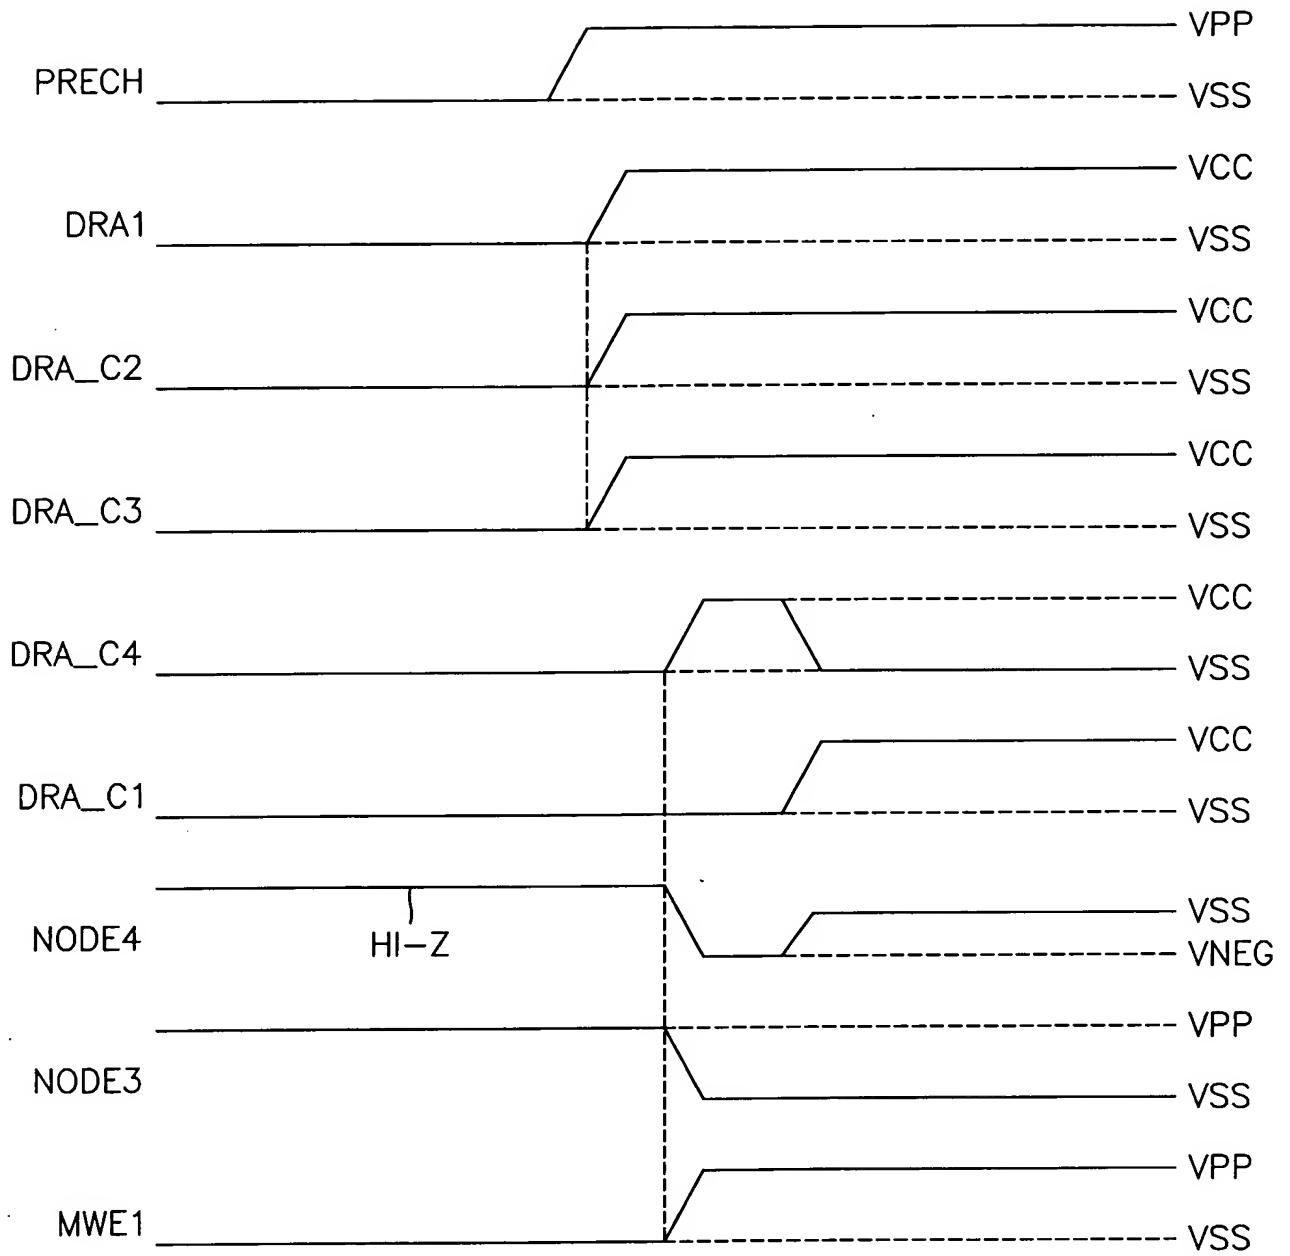 VPP
PRECH
VSS
VCC
DRA1
VSS
VCC
DRA_C2
VSS
VCC
DRA_C3
VSS
VCC
DRA_C4
VSS
VCC
DRA_C1
VSS
VSS
NODE4
HI-Z
VNEG
VPP
NODE3
VSS
VPP
MWE1
VSS